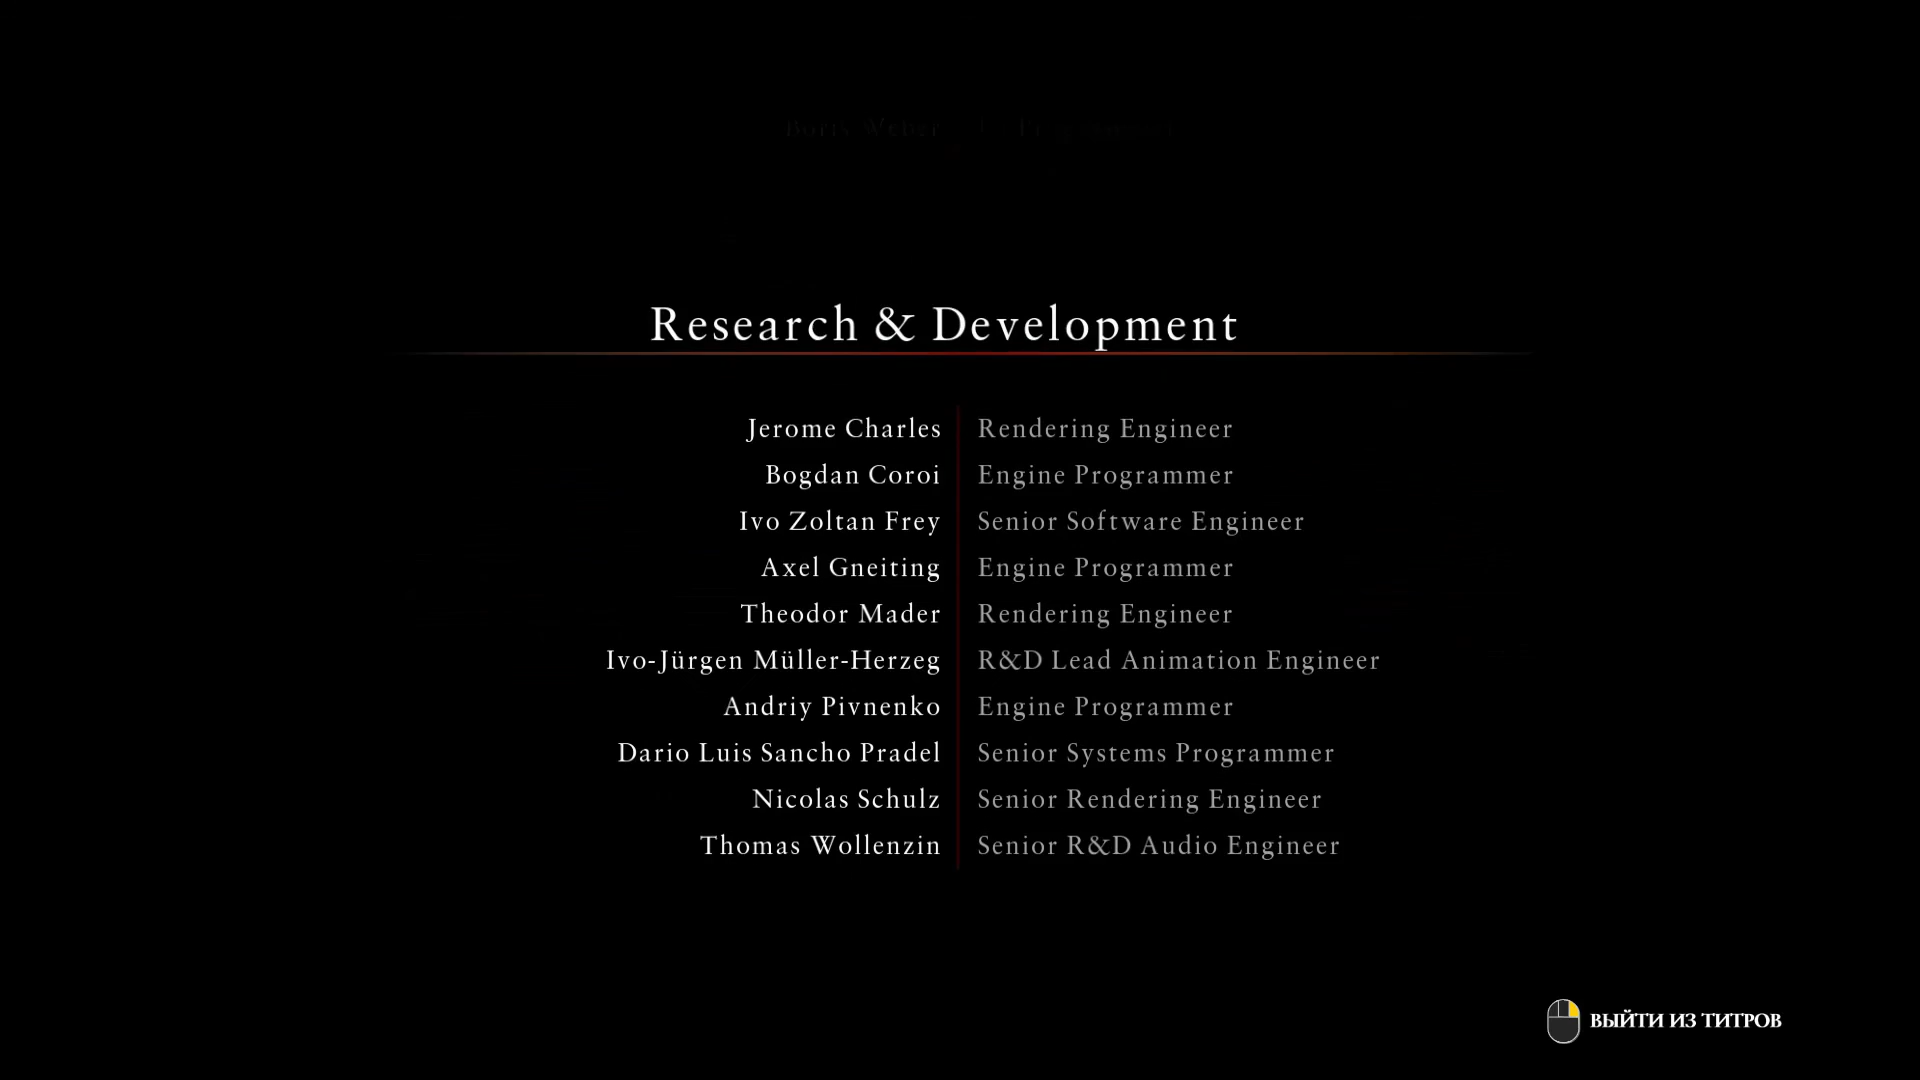 Boris Weber
Research & Development
Jerome Charles Rendering Engineer
Bogdan Coroi Engine Programmer
Ivo Zoltan Frey Senior Software Engineer
Axel Gneiting Engine Programmer
Theodor Mader Rendering Engineer
Ivo-Jürgen Müller-Herzeg R&D Lead Animation Engineer
Andriy Pivnenko Engine Programmer
Dario Luis Sancho Pradel Senior Systems Programmer
Nicolas Schulz Senior Rendering Engineer
Thomas Wollenzin Senior R&D Audio Engineer
ВЫЙТИ ИЗ ТИТРОВ